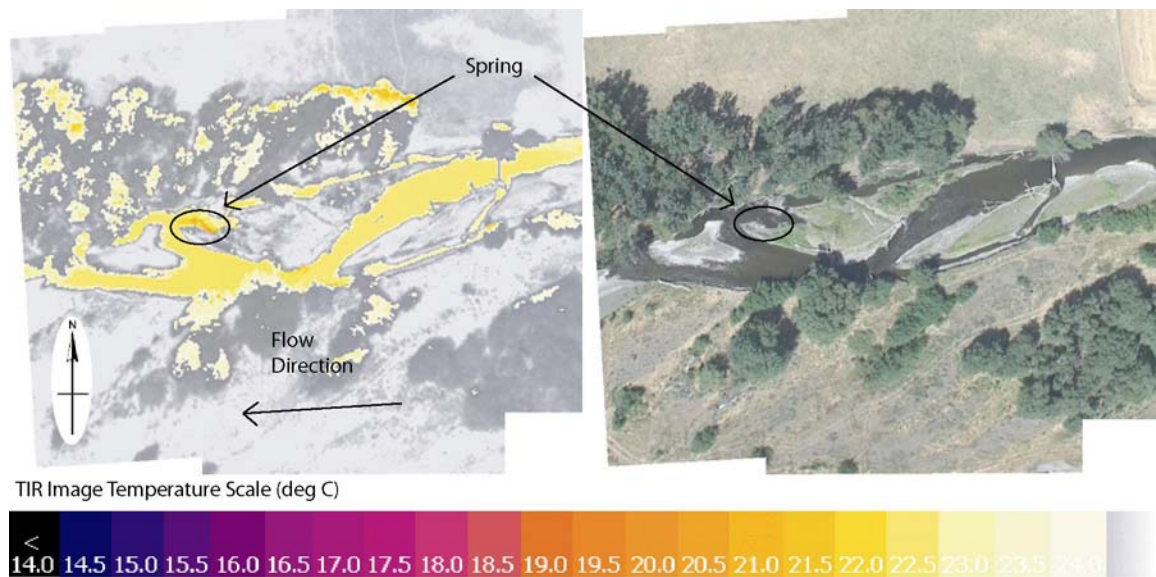 Spring
N
Flow
Direction
TIR Image Temperature Scale (deg C)
<
14.0 14.5 15.0 15.5 16.0 16.5 17.0 17.5 18.0 18.5 19.0 19.5 20.0 20.5 21.0 21.5 22.0 22.5 23.0 23.5 24.0